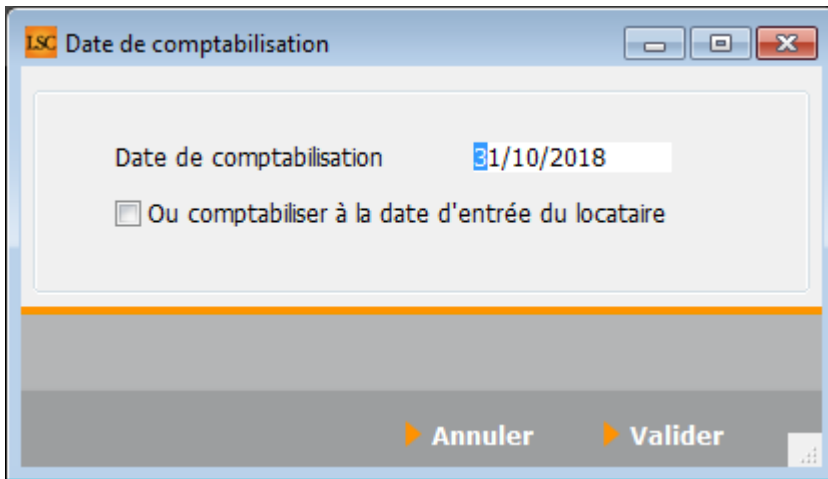 LSC Date de comptabilisation
Date de comptabilisation 31/10/2018
Ou comptabiliser à la date d'entrée du locataire
Annuler Valider